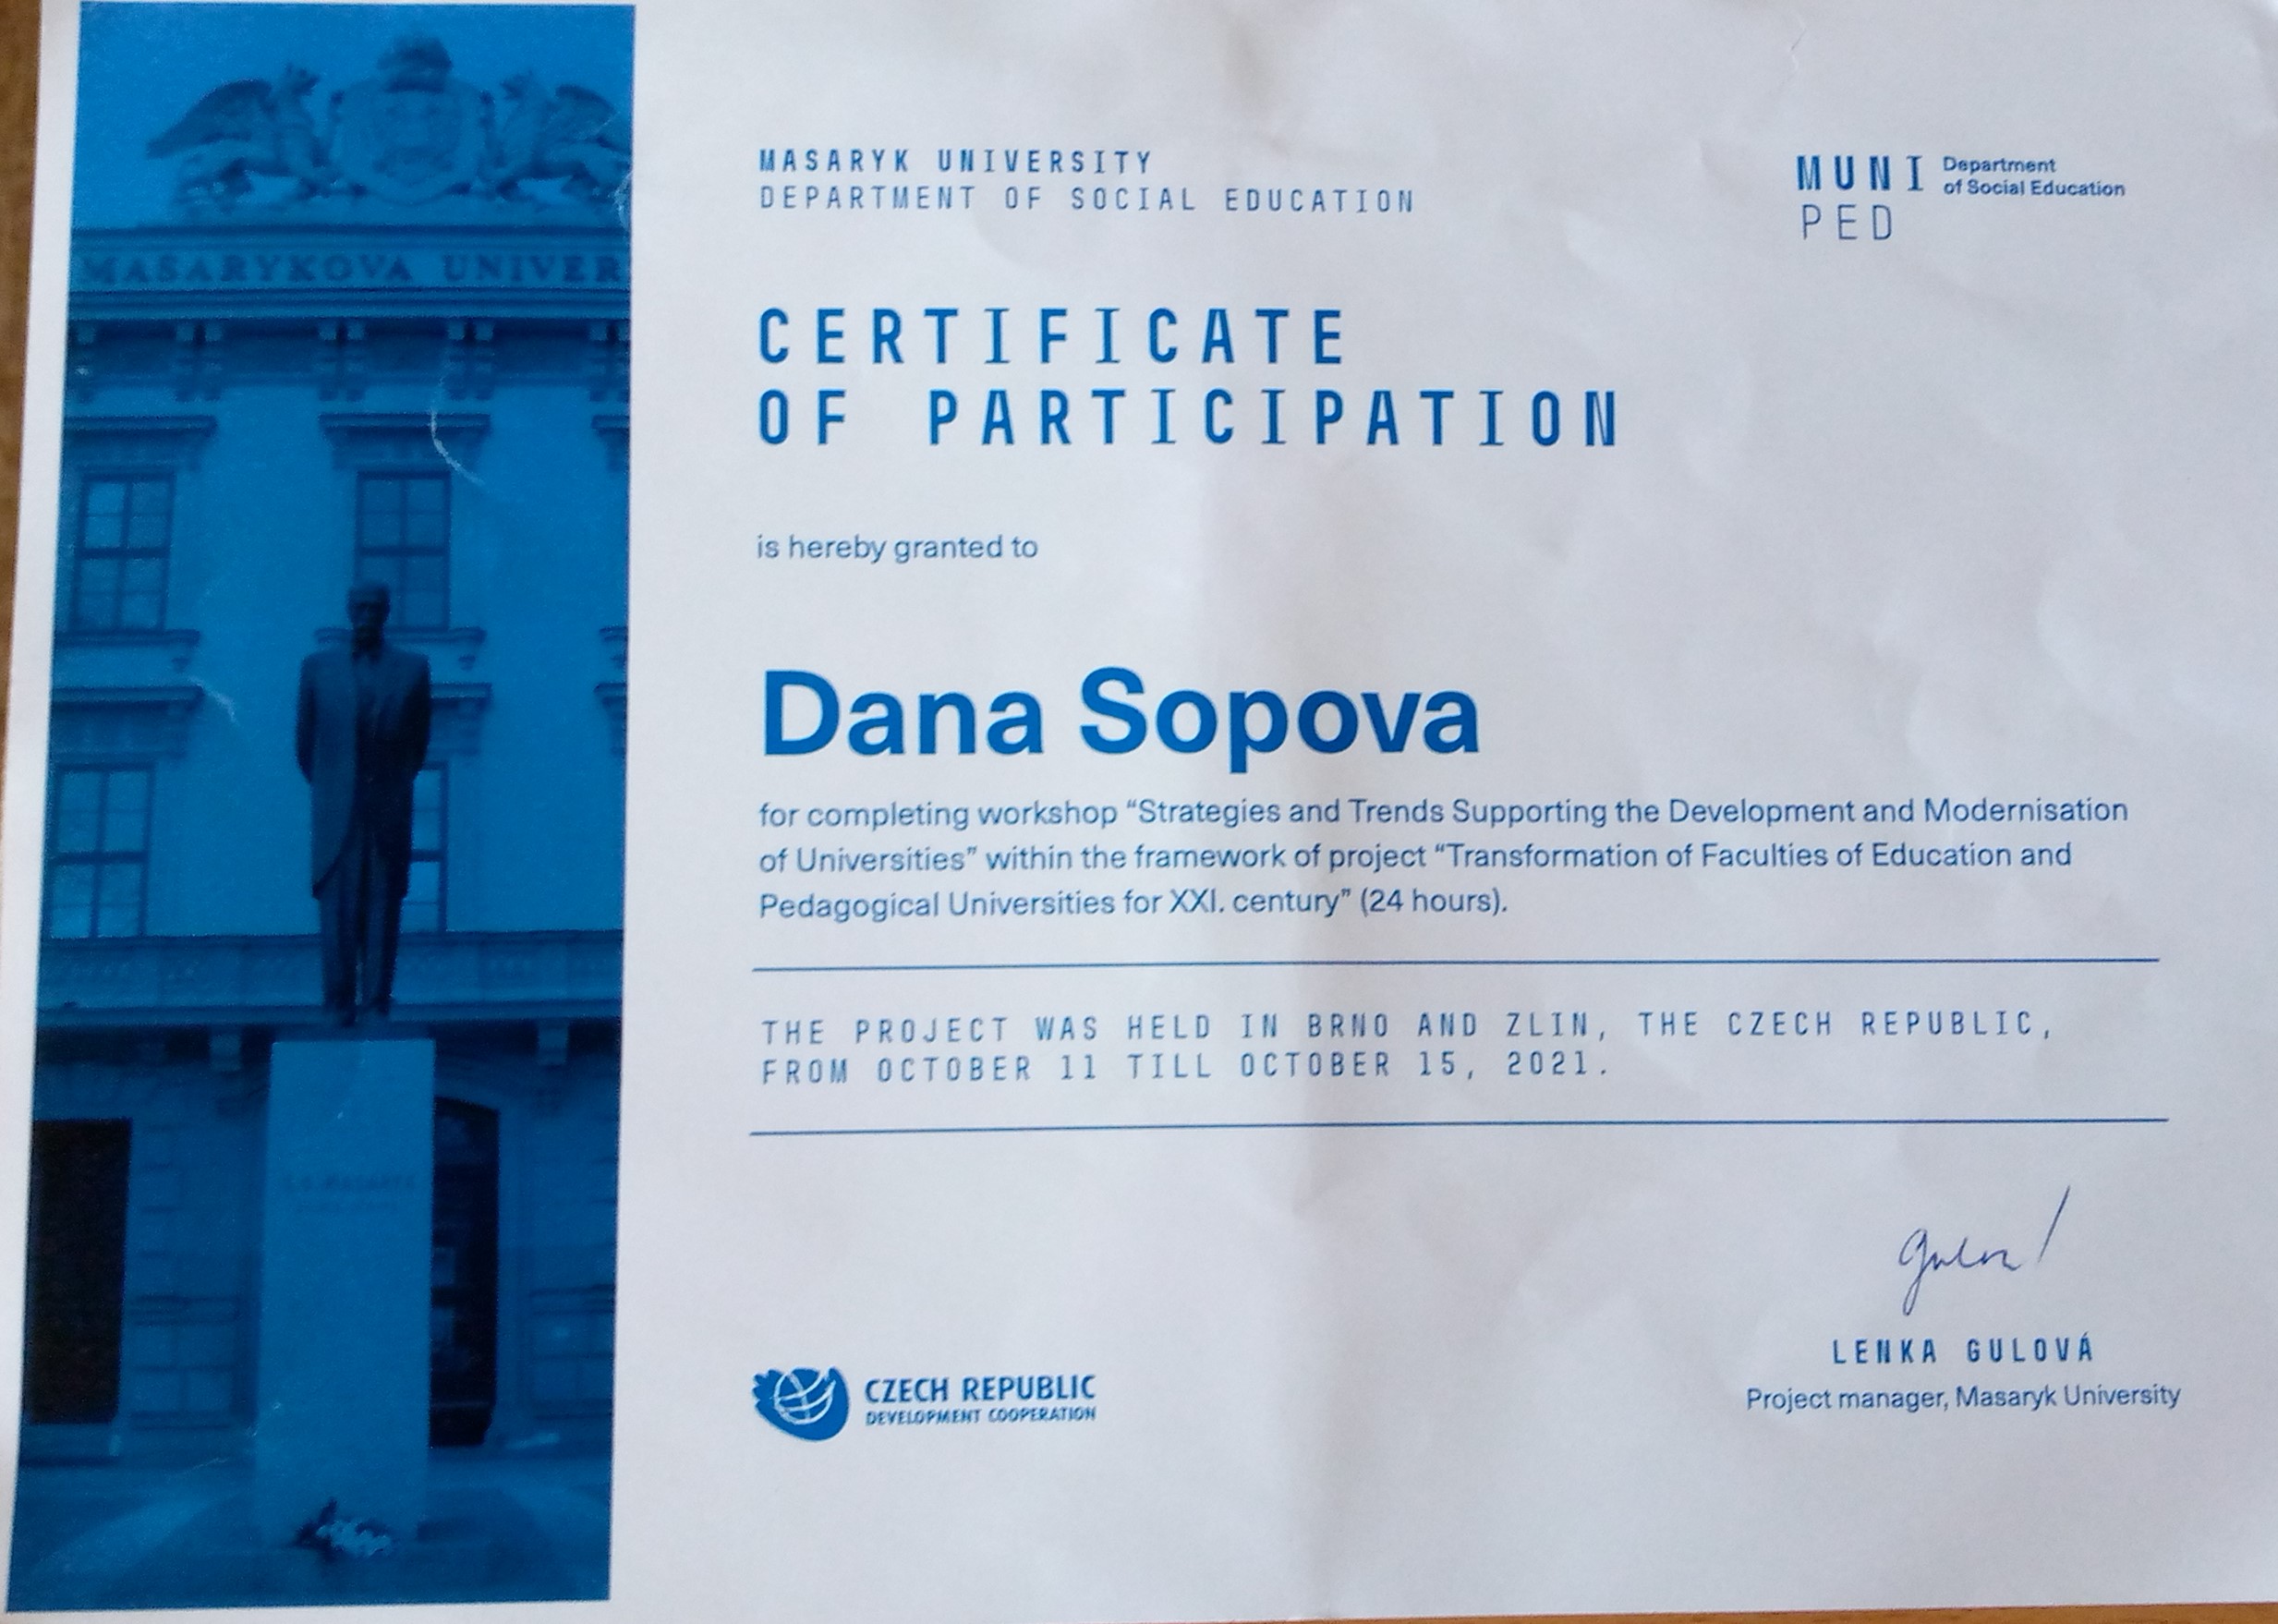 MASARYKOVA UNIVER
MASARYK UNIVERSITY
DEPARTMENT OF SOCIAL EDUCATION
MUNI
PED
Department
of Social Education
CERTIFICATE
OF PARTICIPATION
is hereby granted to
Dana Sopova
for completing workshop “Strategies and Trends Supporting the Development and Modernisation
of Universities” within the framework of project “Transformation of Faculties of Education and
Pedagogical Universities for XXI. century” (24 hours).
THE PROJECT WAS HELD IN BRNO AND ZLIN, THE CZECH REPUBLIC,
FROM OCTOBER 11 TILL OCTOBER 15, 2021.
LENKA GULOVÁ
Project manager, Masaryk University
CZECH REPUBLIC
DEVELOPMENT COOPERATION